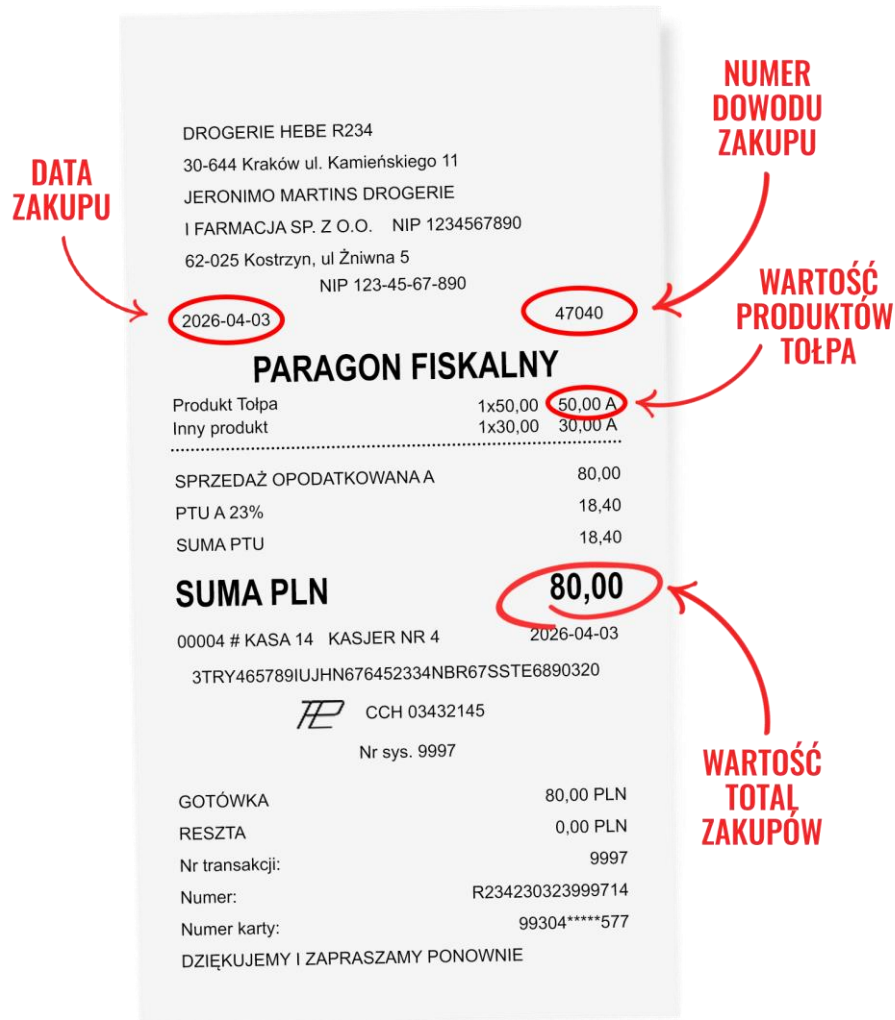 NUMER
DOWODU
ZAKUPU
DATA
ZAKUPU
WARTOŚĆ
PRODUKTÓW
TOŁPA
WARTOŚĆ
TOTAL
ZAKUPÓW
DROGERIE HEBE R234
30-644 Kraków ul. Kamieńskiego 11
JERONIMO MARTINS DROGERIE
I FARMACJA SP. Z O.O. NIP 1234567890
62-025 Kostrzyn, ul Żniwna 5
NIP 123-45-67-890
2026-04-03 47040
PARAGON FISKALNY
Produkt Tołpa 1x50,00 50,00 A
Inny produkt 1x30,00 30,00 A
SPRZEDAŻ OPODATKOWANA A 80,00
PTU A 23% 18,40
SUMA PTU 18,40
SUMA PLN 80,00
00004 # KASA 14 KASJER NR 4 2026-04-03
3TRY465789IUJHN676452334NBR67SSTE6890320
CCH 03432145
Nr sys. 9997
GOTÓWKA 80,00 PLN
RESZTA 0,00 PLN
Nr transakcji: 9997
Numer: R234230323999714
Numer karty: 99304*****577
DZIĘKUJEMY I ZAPRASZAMY PONOWNIE